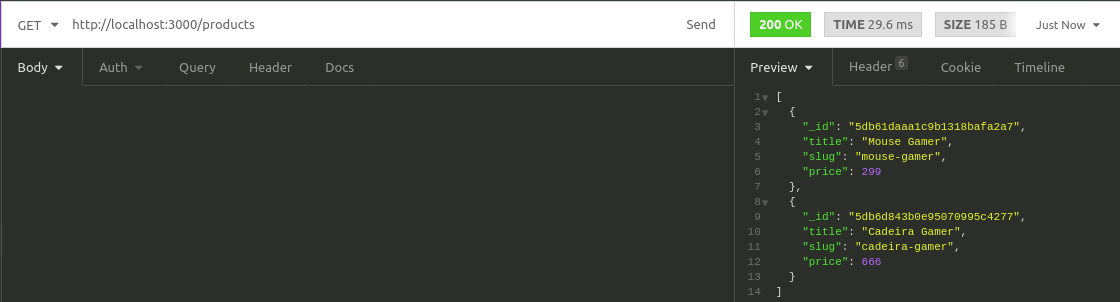 GET http://localhost:3000/products Send 200 OK TIME 29.6 ms SIZE 185 B Just Now
Body Auth Query Header Docs Preview Header 6 Cookie Timeline
1 [
2 {
3 "_id": "5db61daaa1c9b1318bafa2a7",
4 "title": "Mouse Gamer",
5 "slug": "mouse-gamer",
6 "price": 299
7 },
8 {
9 "_id": "5db6d843b0e95070995c4277",
10 "title": "Cadeira Gamer",
11 "slug": "cadeira-gamer",
12 "price": 666
13 }
14 ]